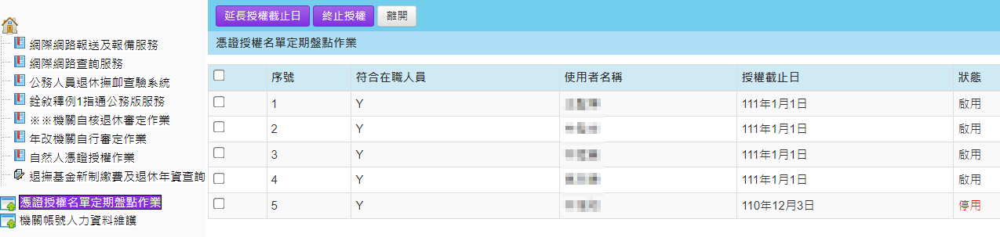 延長授權截止日 終止授權 離開
憑證授權名單定期盤點作業
網際網路報送及報備服務
網際網路查詢服務
公務人員退休撫卹查驗系統
銓敘釋例1指通公務版服務
※※機關自核退休審定作業
年改機關自行審定作業
自然人憑證授權作業
退撫基金新制繳費及退休年資查詢
憑證授權名單定期盤點作業
機關帳號人力資料維護
序號 符合在職人員 使用者名稱 授權截止日 狀態
1 Y 111年1月1日 啟用
2 Y 111年1月1日 啟用
3 Y 111年1月1日 啟用
4 Y 111年1月1日 啟用
5 Y 110年12月3日 停用